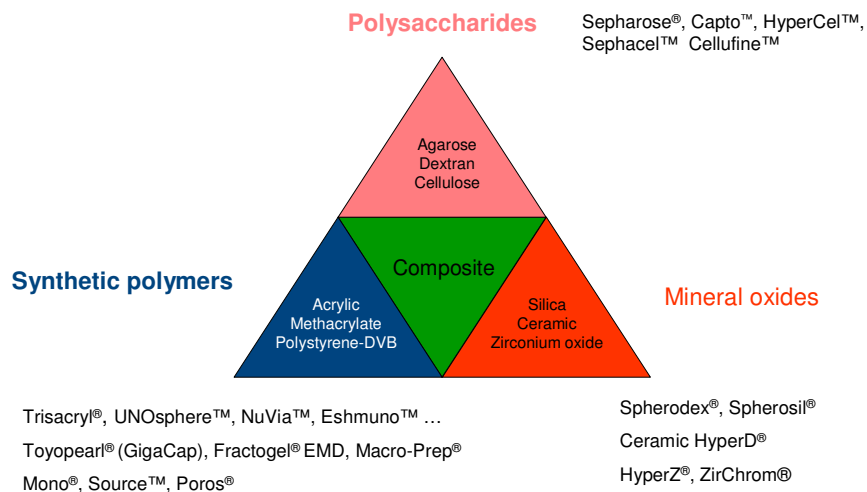 Polysaccharides
Sepharose®, Capto™, HyperCel™,
Sephacel™ Cellufine™
Agarose
Dextran
Cellulose
Synthetic polymers
Composite
Mineral oxides
Acrylic
Methacrylate
Polystyrene-DVB
Silica
Ceramic
Zirconium oxide
Trisacryl®, UNOsphere™, NuVia™, Eshmuno™ ...
Toyopearl® (GigaCap), Fractogel® EMD, Macro-Prep®
Mono®, Source™, Poros®
Spherodex®, Spherosil®
Ceramic HyperD®
HyperZ®, ZirChrom®